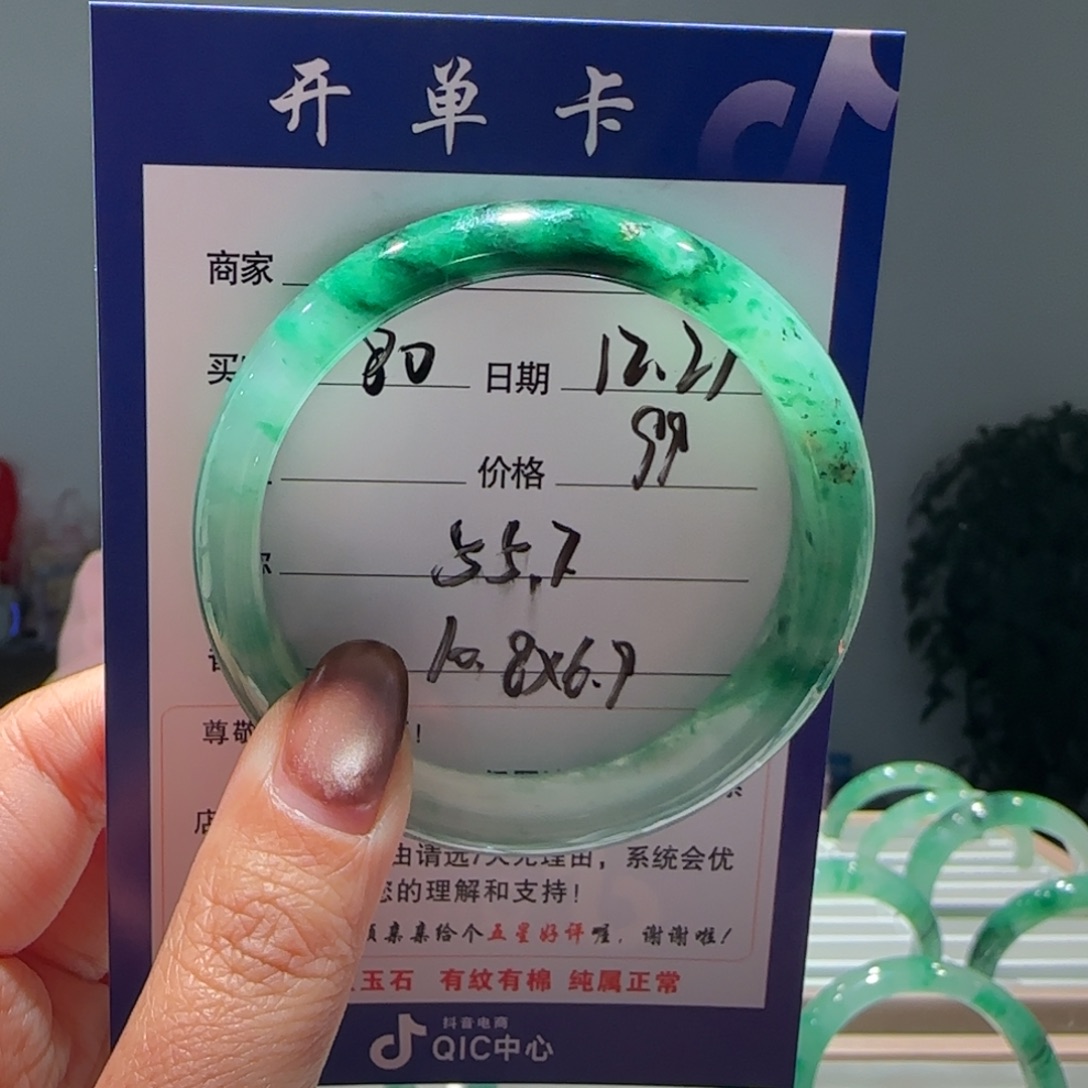 开单卡
商家
买 80 日期 12.21
价格 99
55.7
10.8x6.9
尊敬 !
店
由请选7天无理由，系统会优
您的理解和支持！
亲亲给个五星好评喔，谢谢啦！
玉石 有纹有棉 纯属正常
抖音电商
QIC中心